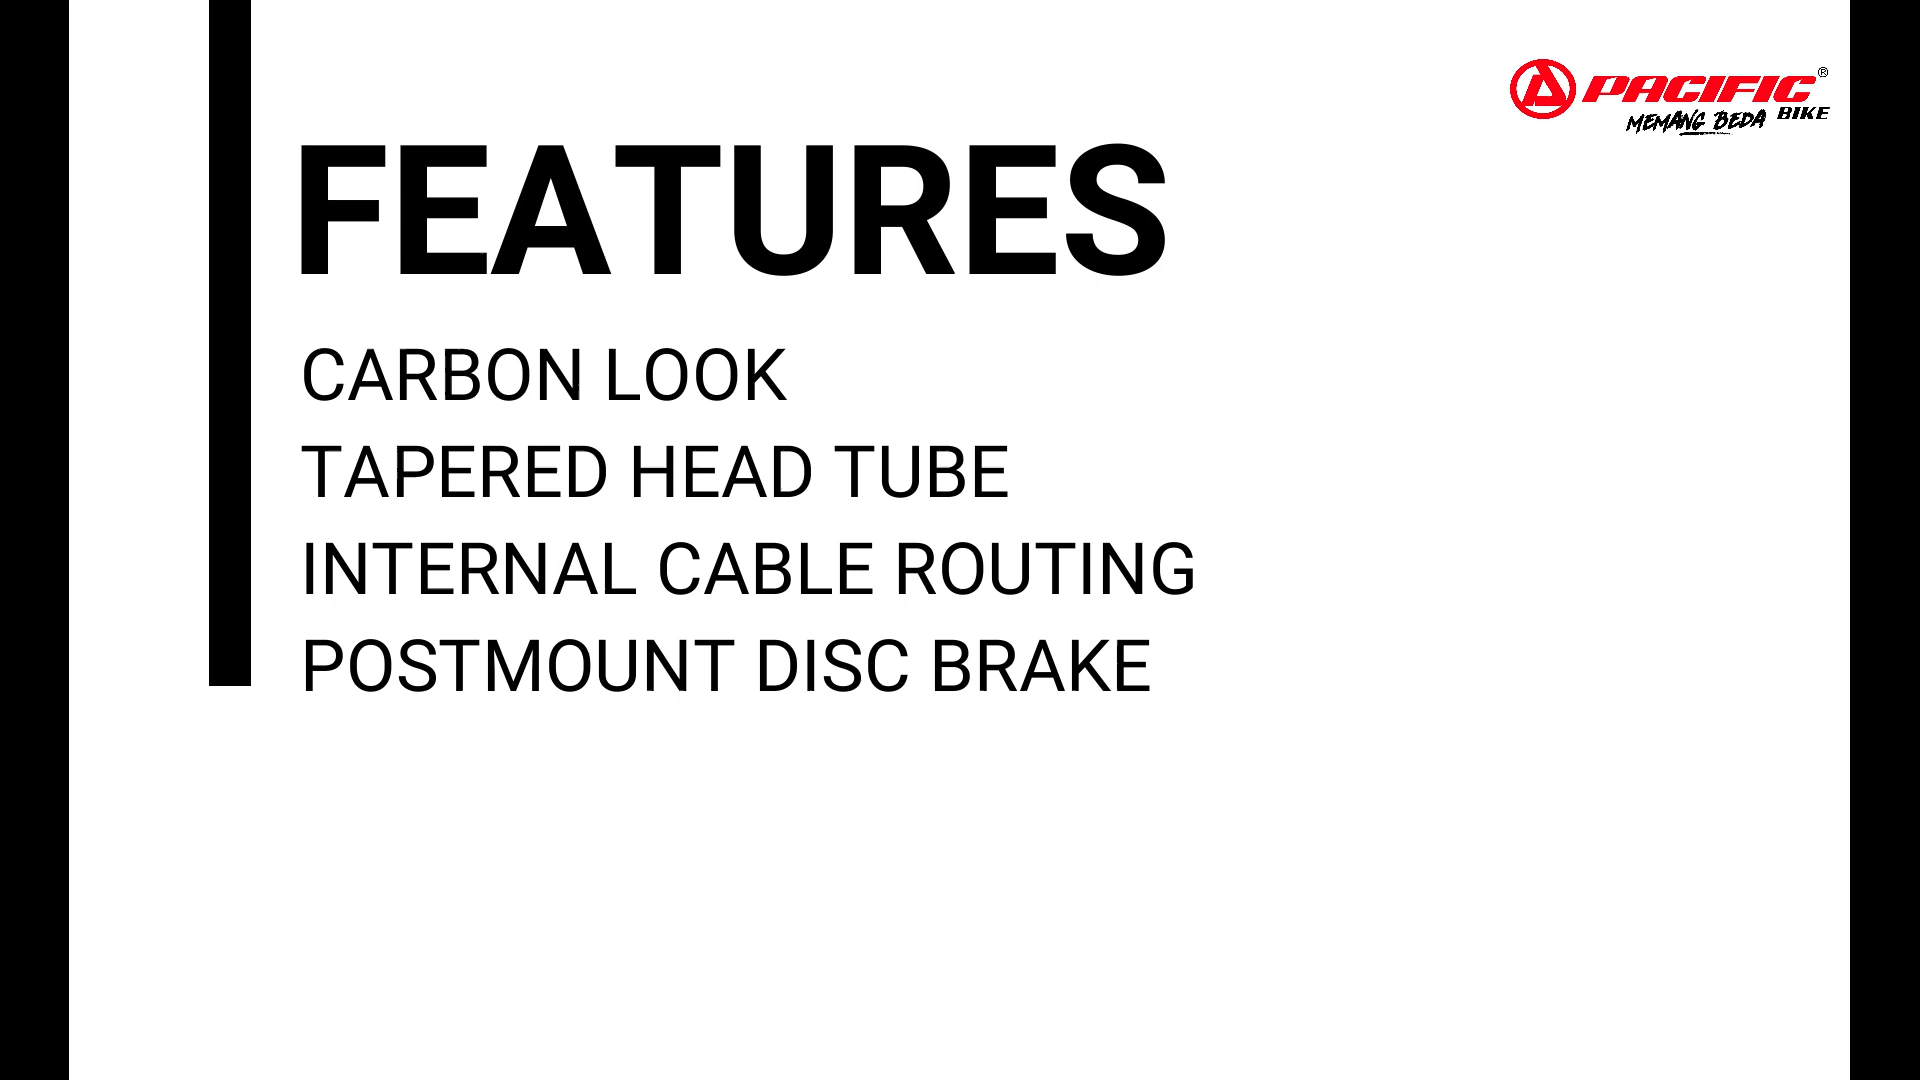 PACIFIC®
BIKE
MEMANG BEDA
FEATURES
CARBON LOOK
TAPERED HEAD TUBE
INTERNAL CABLE ROUTING
POSTMOUNT DISC BRAKE